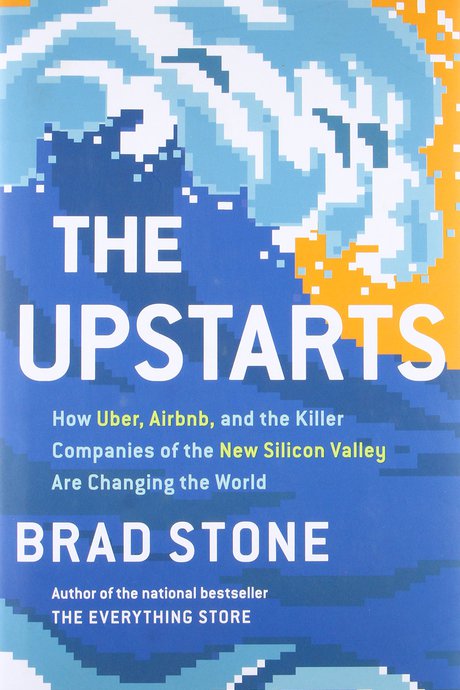 THE
UPSTARTS
How Uber, Airbnb, and the Killer
Companies of the New Silicon Valley
Are Changing the World
BRAD STONE
Author of the national bestseller
THE EVERYTHING STORE